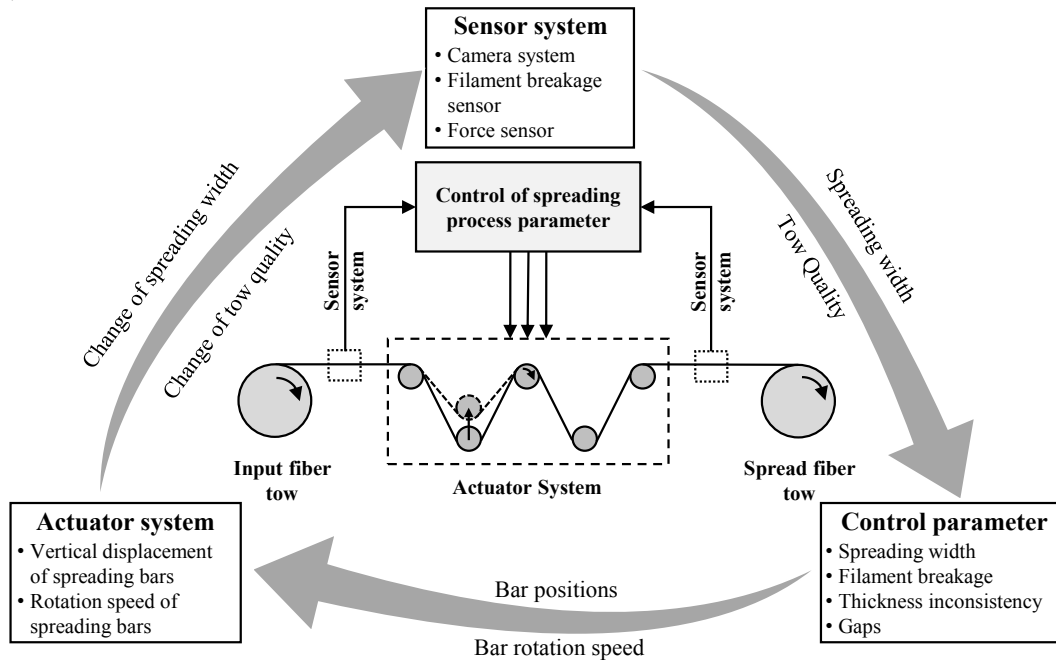 Sensor system
• Camera system
• Filament breakage
sensor
• Force sensor
Change of spreading width
Change of tow quality
Spreading width
Tow Quality
Control of spreading
process parameter
Sensor
system
Sensor
system
Input fiber
tow
Actuator System
Spread fiber
tow
Actuator system
• Vertical displacement
of spreading bars
• Rotation speed of
spreading bars
Bar positions
Bar rotation speed
Control parameter
• Spreading width
• Filament breakage
• Thickness inconsistency
• Gaps